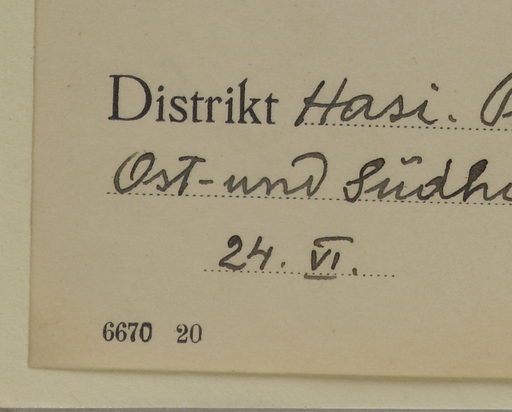 Distrikt Hasi.
Ost- und
24. VI.
6670 20